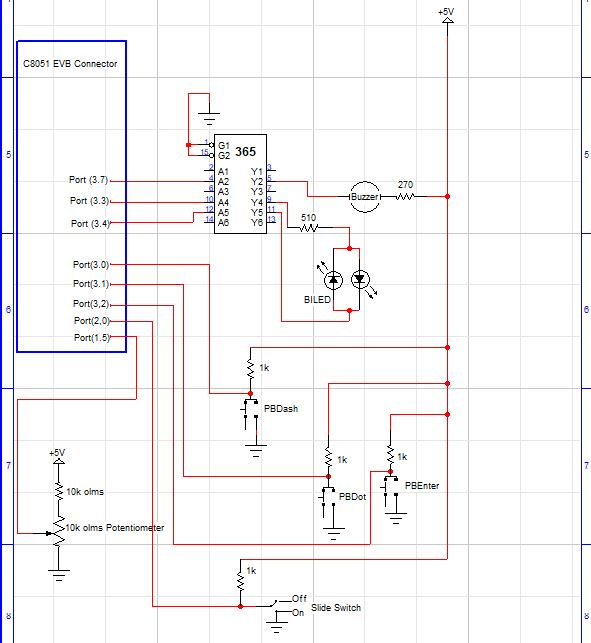 +5V
C8051 EVB Connector
365
1 G1
15 G2
2 A1 Y1 3
4 A2 Y2 5
6 A3 Y3 7
10 A4 Y4 9
12 A5 Y5 11
14 A6 Y6 13
5
5
Port (3.7)
Port (3.3)
Port (3.4)
Buzzer
270
510
Port(3.0)
Port(3.1)
Port(3,2)
Port(2,0)
Port(1.5)
BILED
6
6
1k
PBDash
1k
1k
PBDot
PBEnter
+5V
7
7
10k olms
10k olms Potentiometer
1k
Off
On
Slide Switch
8
8